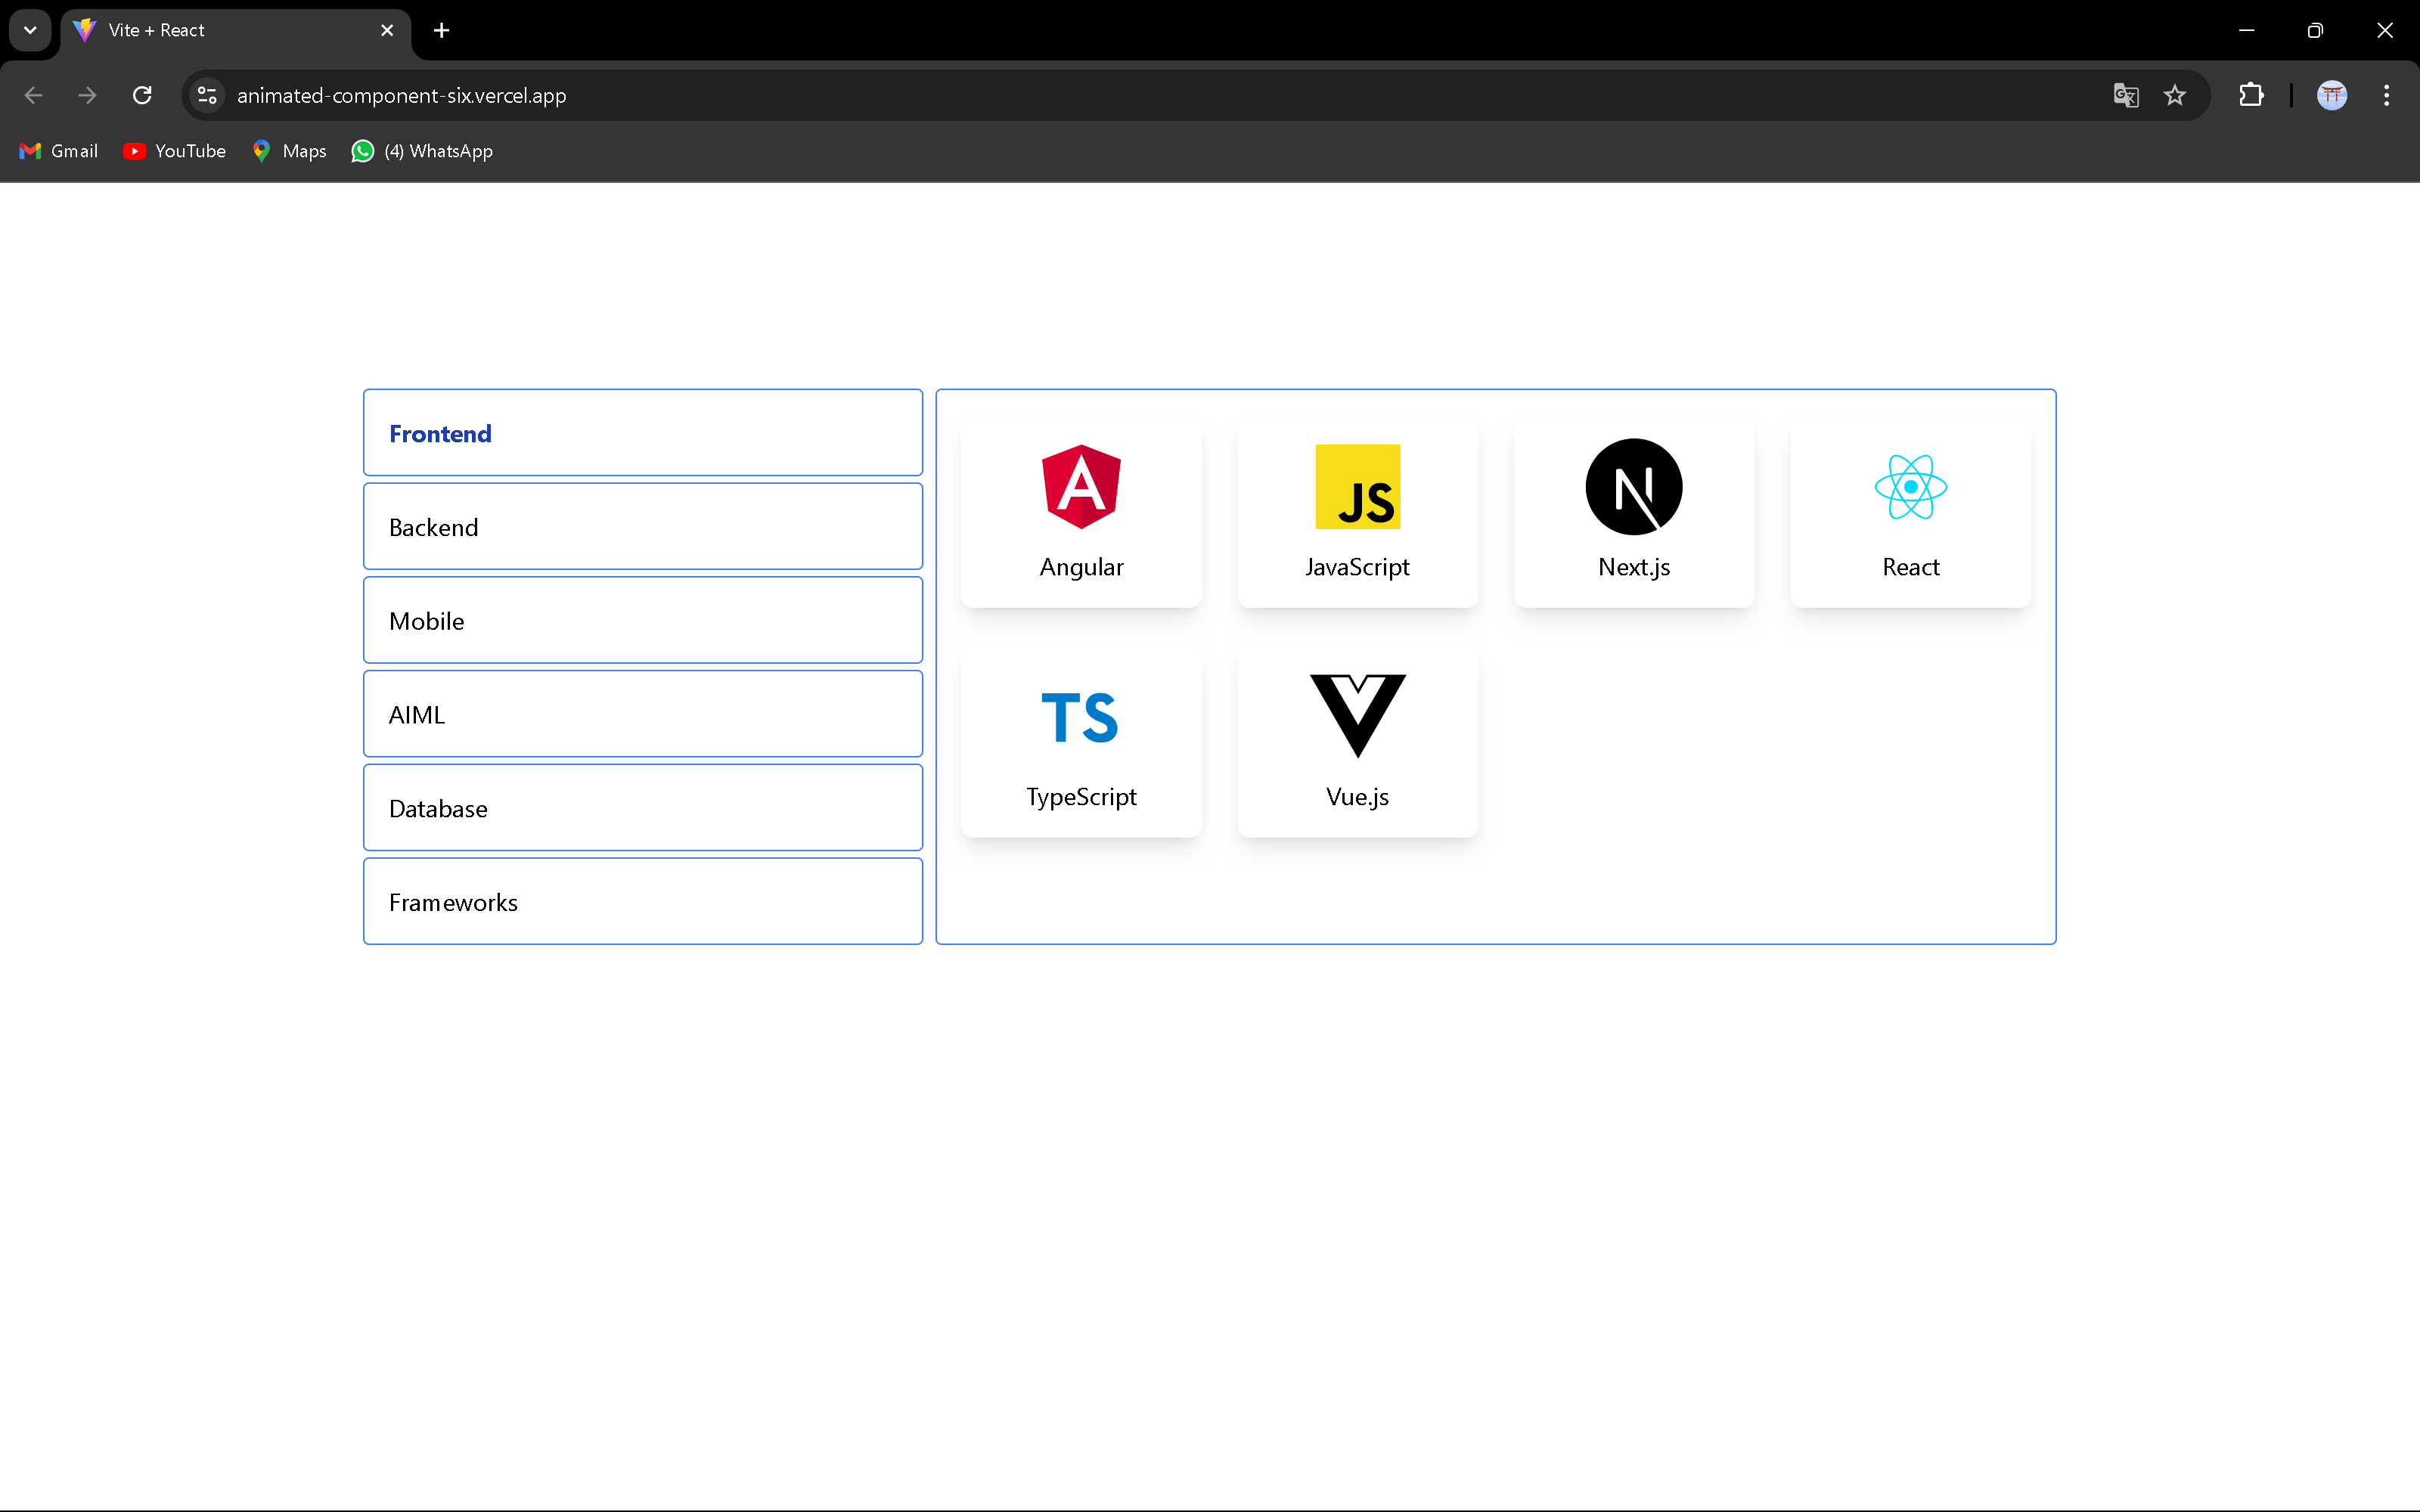 Vite + React
animated-component-six.vercel.app
Gmail YouTube Maps (4) WhatsApp
Frontend
Backend
Mobile
AIML
Database
Frameworks
Angular
JS
JavaScript
N
Next.js
React
TS
TypeScript
Vue.js